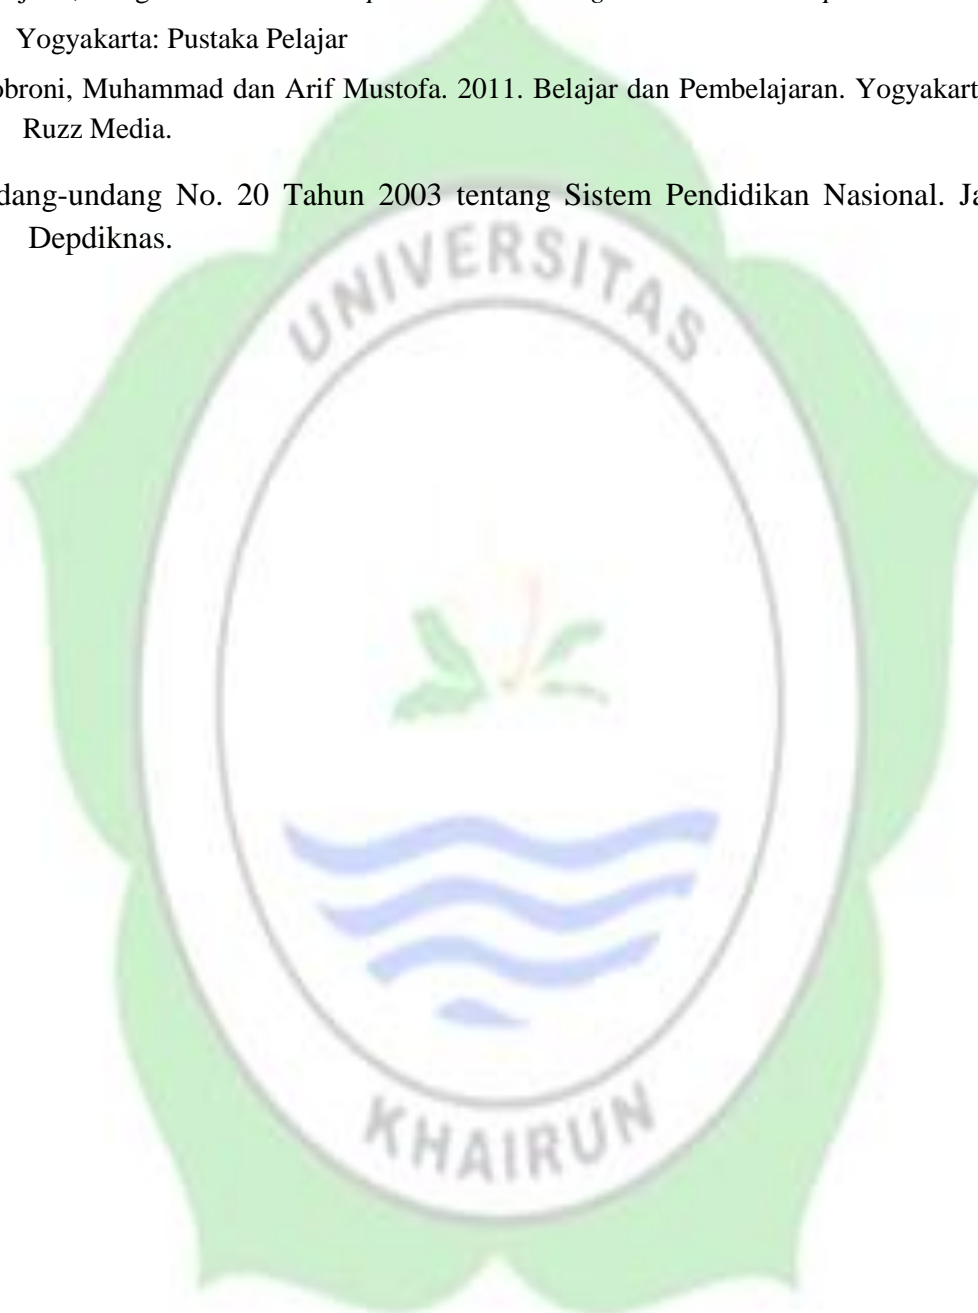 Yogyakarta: Pustaka Pelajar
obroni, Muhammad dan Arif Mustofa. 2011. Belajar dan Pembelajaran. Yogyakart
Ruzz Media.
dang-undang No. 20 Tahun 2003 tentang Sistem Pendidikan Nasional. Ja
Depdiknas.
UNIVERSITAS
KHAIRUN